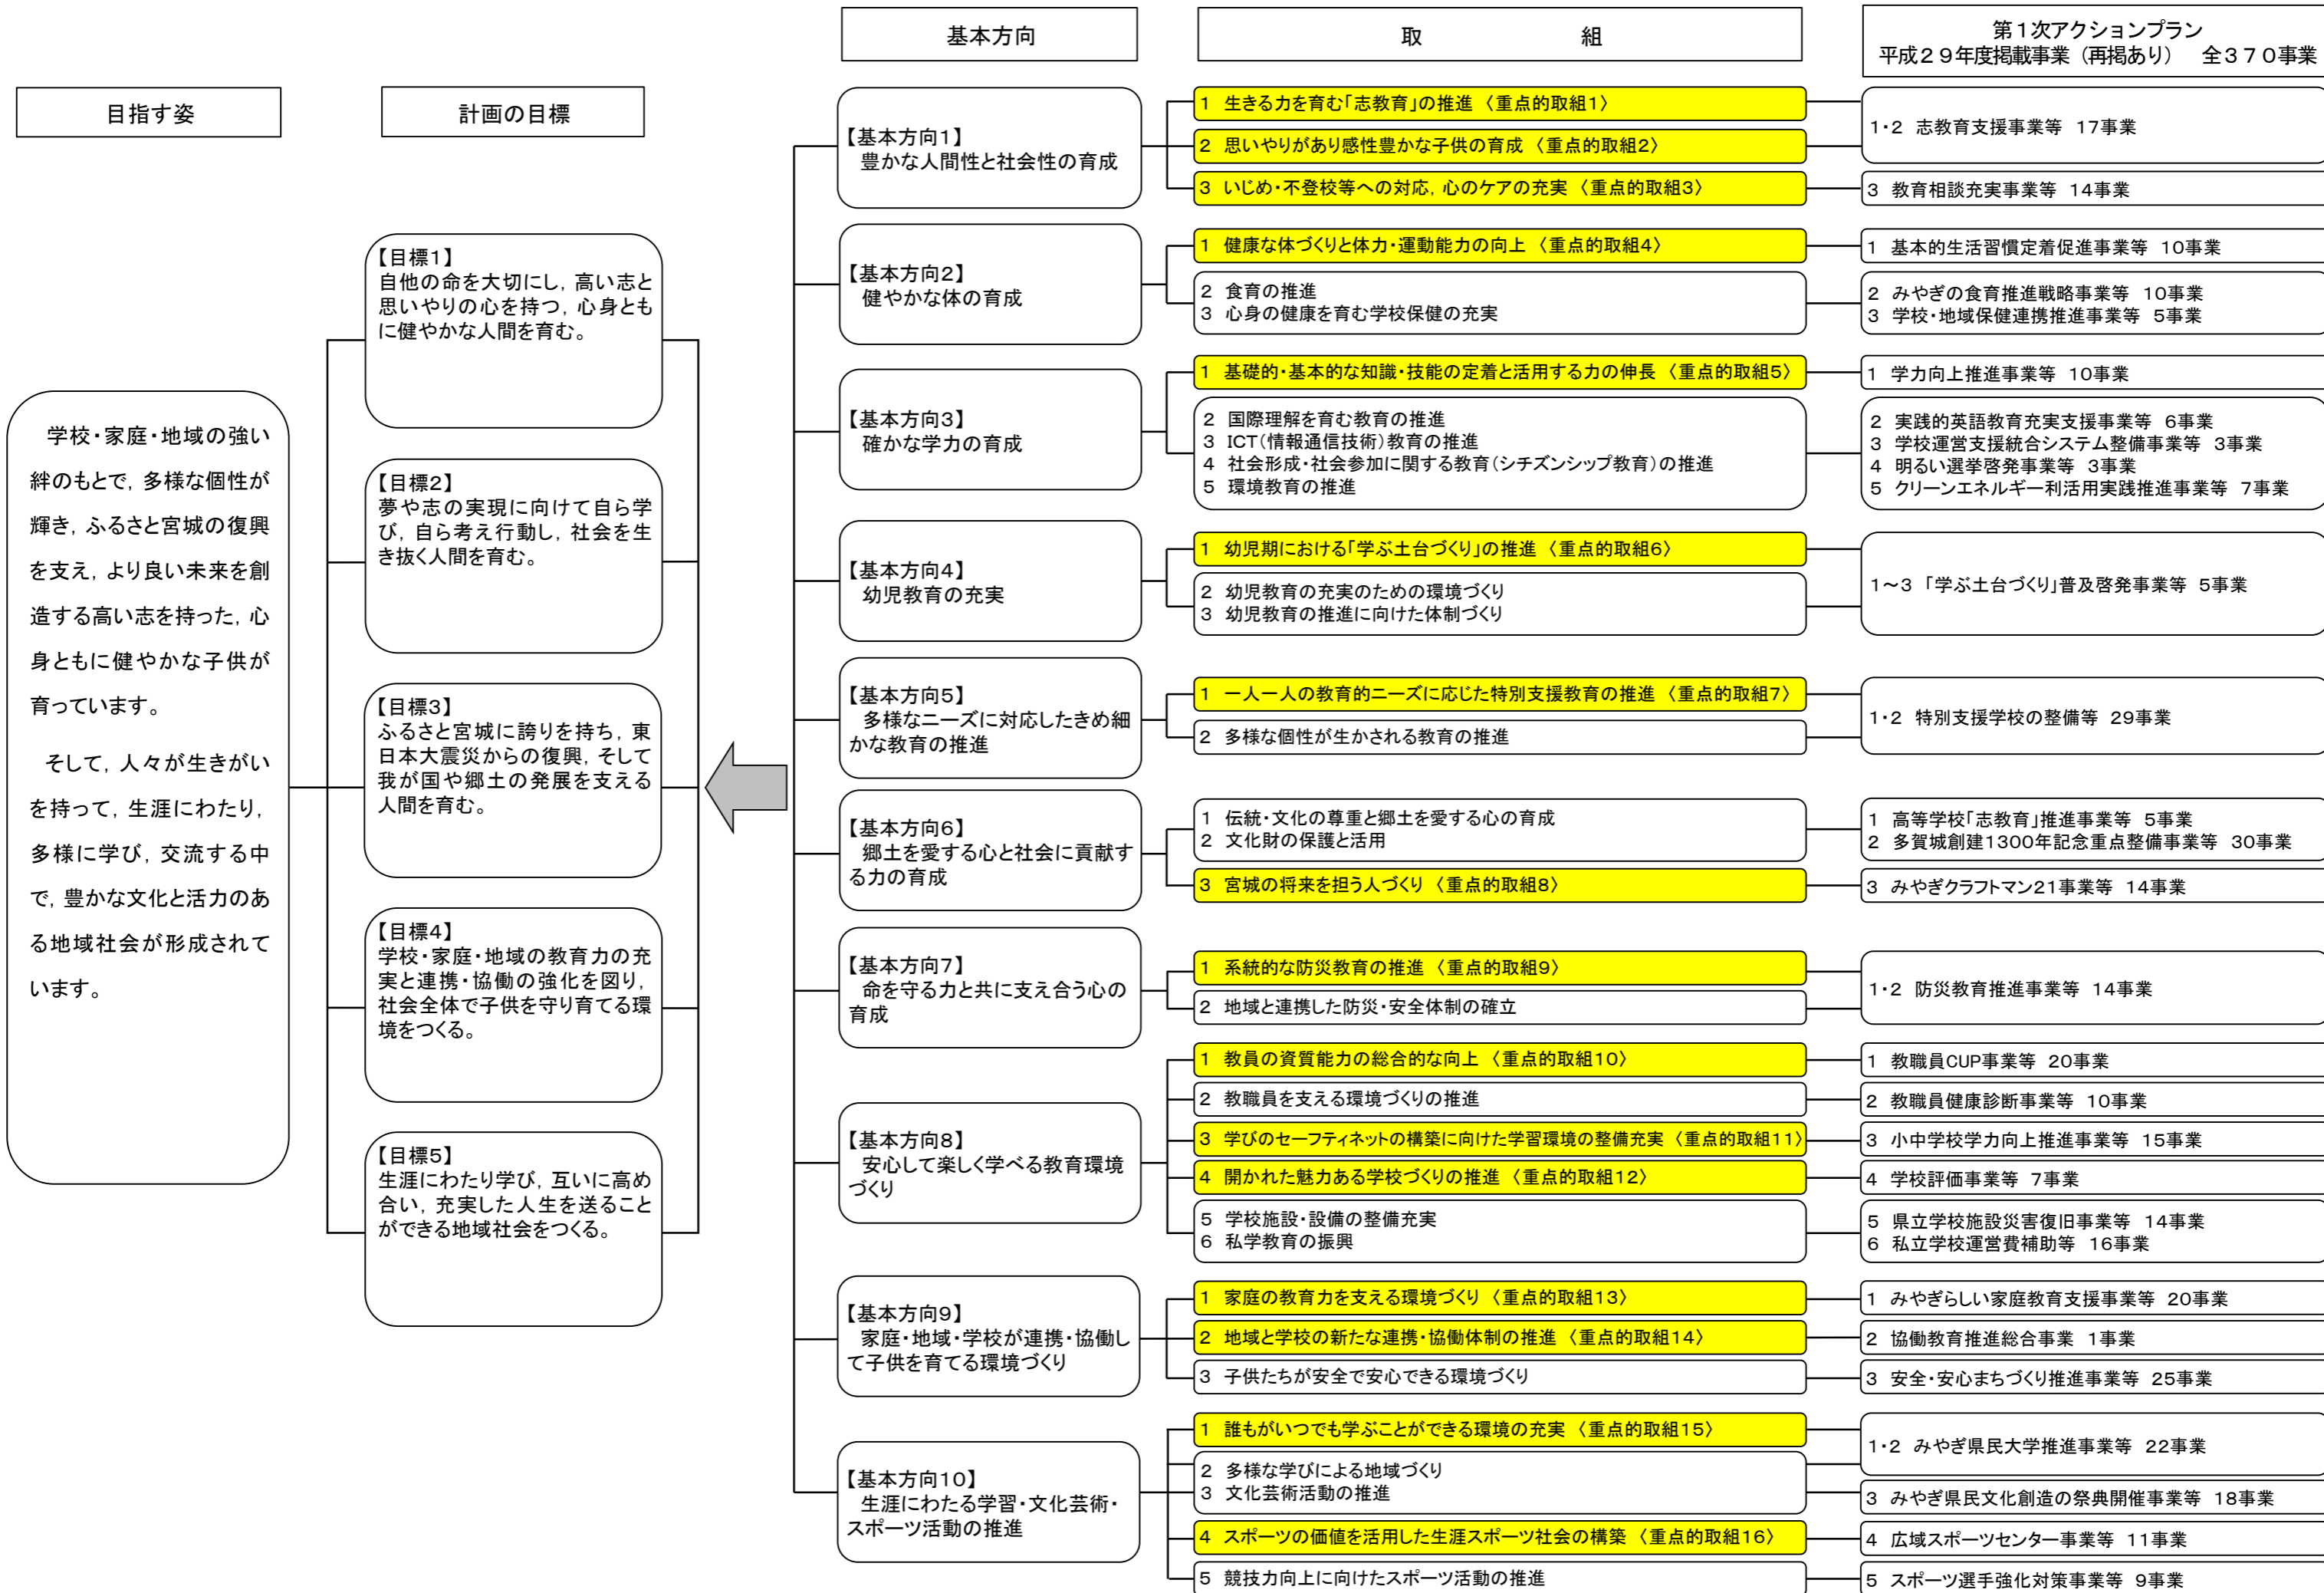 目指す姿
学校・家庭・地域の強い
絆のもとで，多様な個性が
輝き，ふるさと宮城の復興
を支え，より良い未来を創
造する高い志を持った，心
身ともに健やかな子供が
育っています。
そして，人々が生きがい
を持って，生涯にわたり，
多様に学び，交流する中
で，豊かな文化と活力のあ
る地域社会が形成されて
います。
計画の目標
【目標1】
自他の命を大切にし，高い志と
思いやりの心を持つ，心身とも
に健やかな人間を育む。
【目標2】
夢や志の実現に向けて自ら学
び，自ら考え行動し，社会を生
き抜く人間を育む。
【目標3】
ふるさと宮城に誇りを持ち，東
日本大震災からの復興，そして
我が国や郷土の発展を支える
人間を育む。
【目標4】
学校・家庭・地域の教育力の充
実と連携・協働の強化を図り，
社会全体で子供を守り育てる環
境をつくる。
【目標5】
生涯にわたり学び，互いに高め
合い，充実した人生を送ること
ができる地域社会をつくる。
基本方向
取　　　　　組
第１次アクションプラン
平成２９年度掲載事業（再掲あり）　全３７０事業
【基本方向1】
豊かな人間性と社会性の育成
1 生きる力を育む「志教育」の推進 〈重点的取組1〉
2 思いやりがあり感性豊かな子供の育成 〈重点的取組2〉
3 いじめ・不登校等への対応，心のケアの充実 〈重点的取組3〉
1・2 志教育支援事業等 17事業
3 教育相談充実事業等 14事業
【基本方向2】
健やかな体の育成
1 健康な体づくりと体力・運動能力の向上 〈重点的取組4〉
2 食育の推進
3 心身の健康を育む学校保健の充実
1 基本的生活習慣定着促進事業等 10事業
2 みやぎの食育推進戦略事業等 10事業
3 学校・地域保健連携推進事業等 5事業
【基本方向3】
確かな学力の育成
1 基礎的・基本的な知識・技能の定着と活用する力の伸長 〈重点的取組5〉
2 国際理解を育む教育の推進
3 ICT(情報通信技術)教育の推進
4 社会形成・社会参加に関する教育(シチズンシップ教育)の推進
5 環境教育の推進
1 学力向上推進事業等 10事業
2 実践的英語教育充実支援事業等 6事業
3 学校運営支援統合システム整備事業等 3事業
4 明るい選挙啓発事業等 3事業
5 クリーンエネルギー利活用実践推進事業等 7事業
【基本方向4】
幼児教育の充実
1 幼児期における「学ぶ土台づくり」の推進 〈重点的取組6〉
2 幼児教育の充実のための環境づくり
3 幼児教育の推進に向けた体制づくり
1～3 「学ぶ土台づくり」普及啓発事業等 5事業
【基本方向5】
多様なニーズに対応したきめ細
かな教育の推進
1 一人一人の教育的ニーズに応じた特別支援教育の推進 〈重点的取組7〉
2 多様な個性が生かされる教育の推進
1・2 特別支援学校の整備等 29事業
【基本方向6】
郷土を愛する心と社会に貢献す
る力の育成
1 伝統・文化の尊重と郷土を愛する心の育成
2 文化財の保護と活用
3 宮城の将来を担う人づくり 〈重点的取組8〉
1 高等学校「志教育」推進事業等 5事業
2 多賀城創建1300年記念重点整備事業等 30事業
3 みやぎクラフトマン21事業等 14事業
【基本方向7】
命を守る力と共に支え合う心の
育成
1 系統的な防災教育の推進 〈重点的取組9〉
2 地域と連携した防災・安全体制の確立
1・2 防災教育推進事業等 14事業
【基本方向8】
安心して楽しく学べる教育環境
づくり
1 教員の資質能力の総合的な向上 〈重点的取組10〉
2 教職員を支える環境づくりの推進
3 学びのセーフティネットの構築に向けた学習環境の整備充実 〈重点的取組11〉
4 開かれた魅力ある学校づくりの推進 〈重点的取組12〉
5 学校施設・設備の整備充実
6 私学教育の振興
1 教職員CUP事業等 20事業
2 教職員健康診断事業等 10事業
3 小中学校学力向上推進事業等 15事業
4 学校評価事業等 7事業
5 県立学校施設災害復旧事業等 14事業
6 私立学校運営費補助等 16事業
【基本方向9】
家庭・地域・学校が連携・協働し
て子供を育てる環境づくり
1 家庭の教育力を支える環境づくり 〈重点的取組13〉
2 地域と学校の新たな連携・協働体制の推進 〈重点的取組14〉
3 子供たちが安全で安心できる環境づくり
1 みやぎらしい家庭教育支援事業等 20事業
2 協働教育推進総合事業 1事業
3 安全・安心まちづくり推進事業等 25事業
【基本方向10】
生涯にわたる学習・文化芸術・
スポーツ活動の推進
1 誰もがいつでも学ぶことができる環境の充実 〈重点的取組15〉
2 多様な学びによる地域づくり
3 文化芸術活動の推進
4 スポーツの価値を活用した生涯スポーツ社会の構築 〈重点的取組16〉
5 競技力向上に向けたスポーツ活動の推進
1・2 みやぎ県民大学推進事業等 22事業
3 みやぎ県民文化創造の祭典開催事業等 18事業
4 広域スポーツセンター事業等 11事業
5 スポーツ選手強化対策事業等 9事業